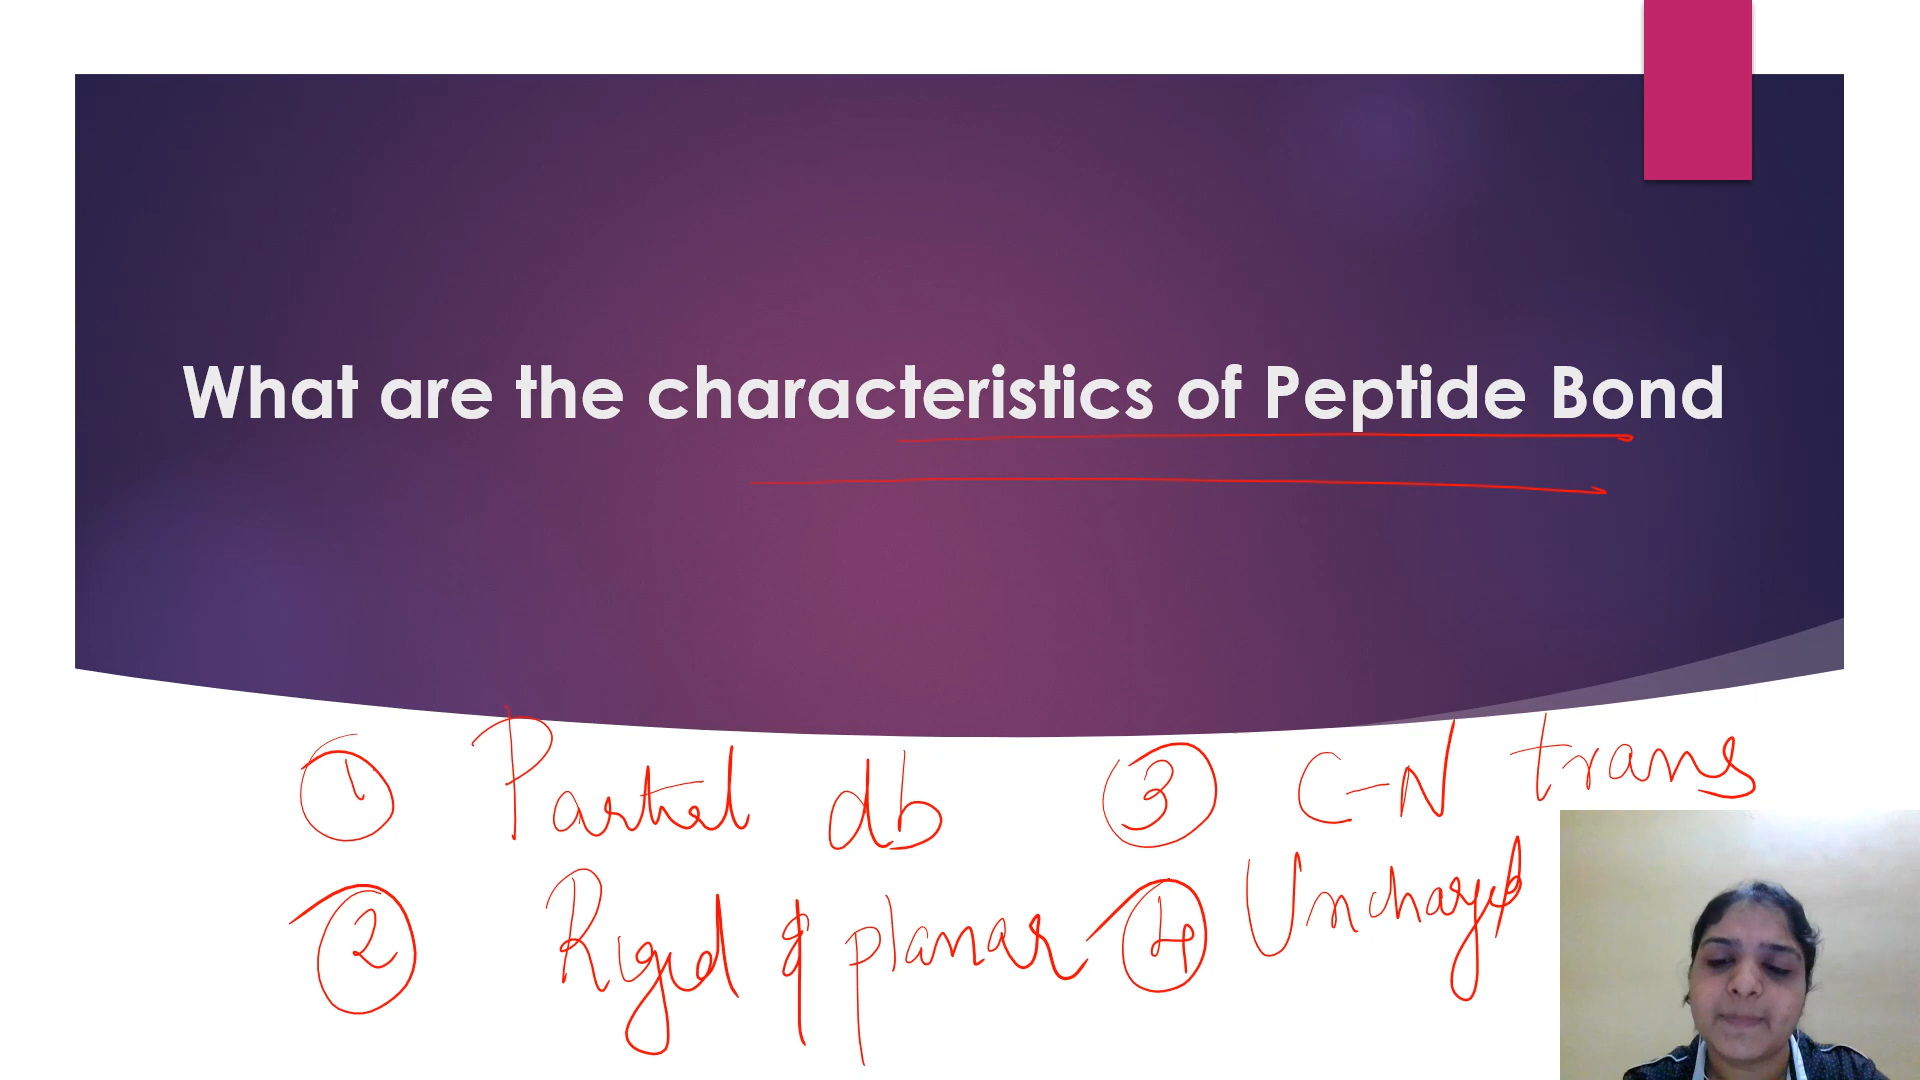 What are the characteristics of Peptide Bond
① Partial db
② Rigid & planar
③ C-N trans
④ Uncharged